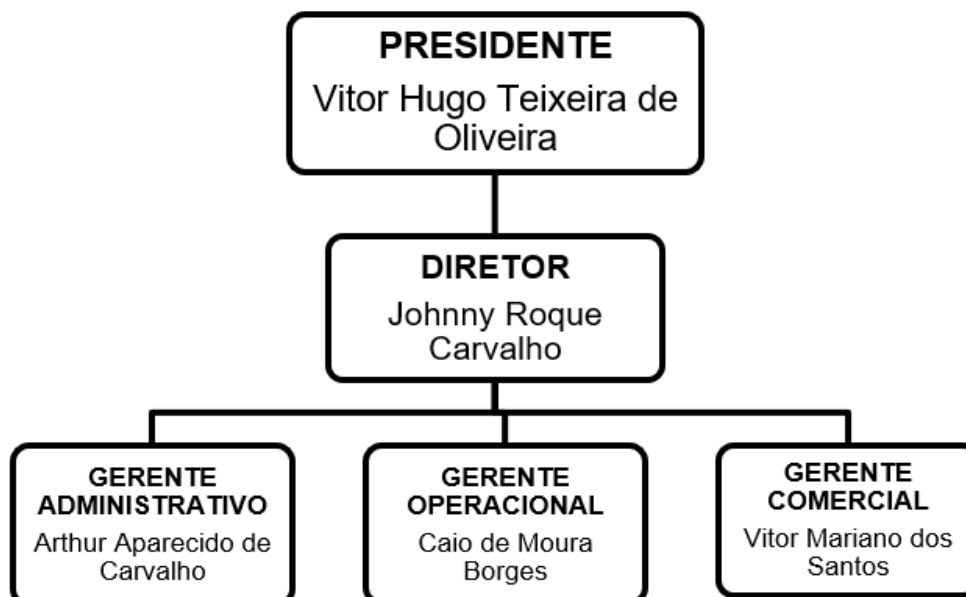 PRESIDENTE
Vitor Hugo Teixeira de
Oliveira
DIRETOR
Johnny Roque
Carvalho
GERENTE
ADMINISTRATIVO
Arthur Aparecido de
Carvalho
GERENTE
OPERACIONAL
Caio de Moura
Borges
GERENTE
COMERCIAL
Vitor Mariano dos
Santos